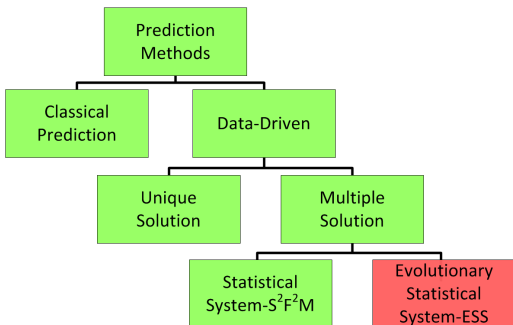 Prediction
Methods
Classical
Prediction
Data-Driven
Unique
Solution
Multiple
Solution
Statistical
System-S²F²M
Evolutionary
Statistical
System-ESS